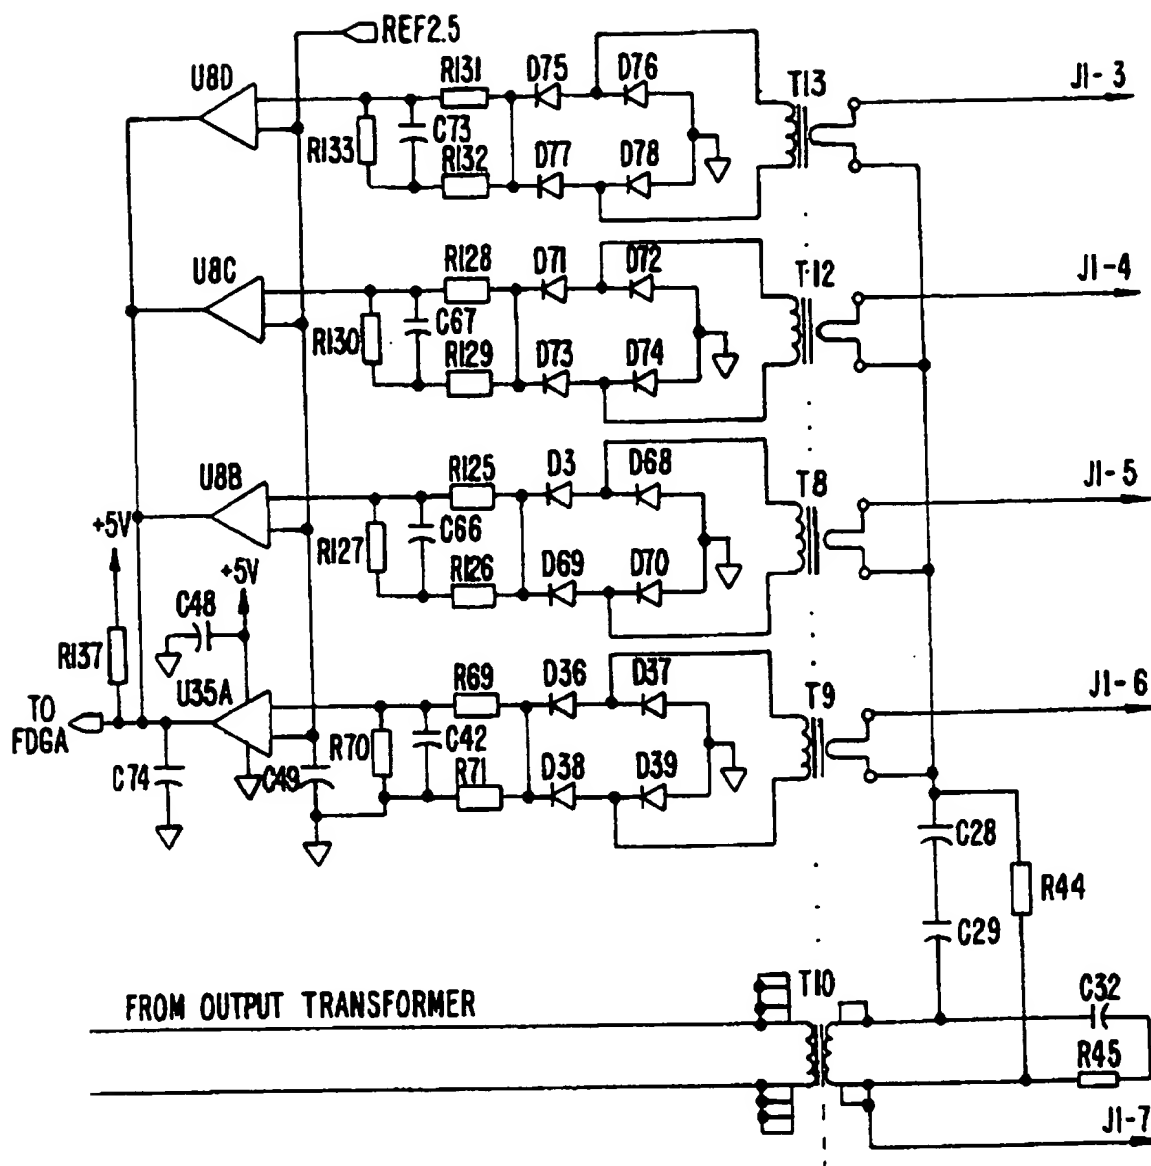 REF2.5
U8D
R131
D75
D76
T13
J1-3
R133
C73
R132
D77
D78
U8C
R128
D71
D72
T12
J1-4
R130
C67
R129
D73
D74
U8B
R125
D3
D68
T8
J1-5
+5V
R127
C66
R126
D69
D70
+5V
C48
R137
U35A
R69
D36
D37
T9
J1-6
TO
FDGA
R70
C42
C74
C49
R71
D38
D39
C28
R44
C29
FROM OUTPUT TRANSFORMER
T10
C32
R45
J1-7